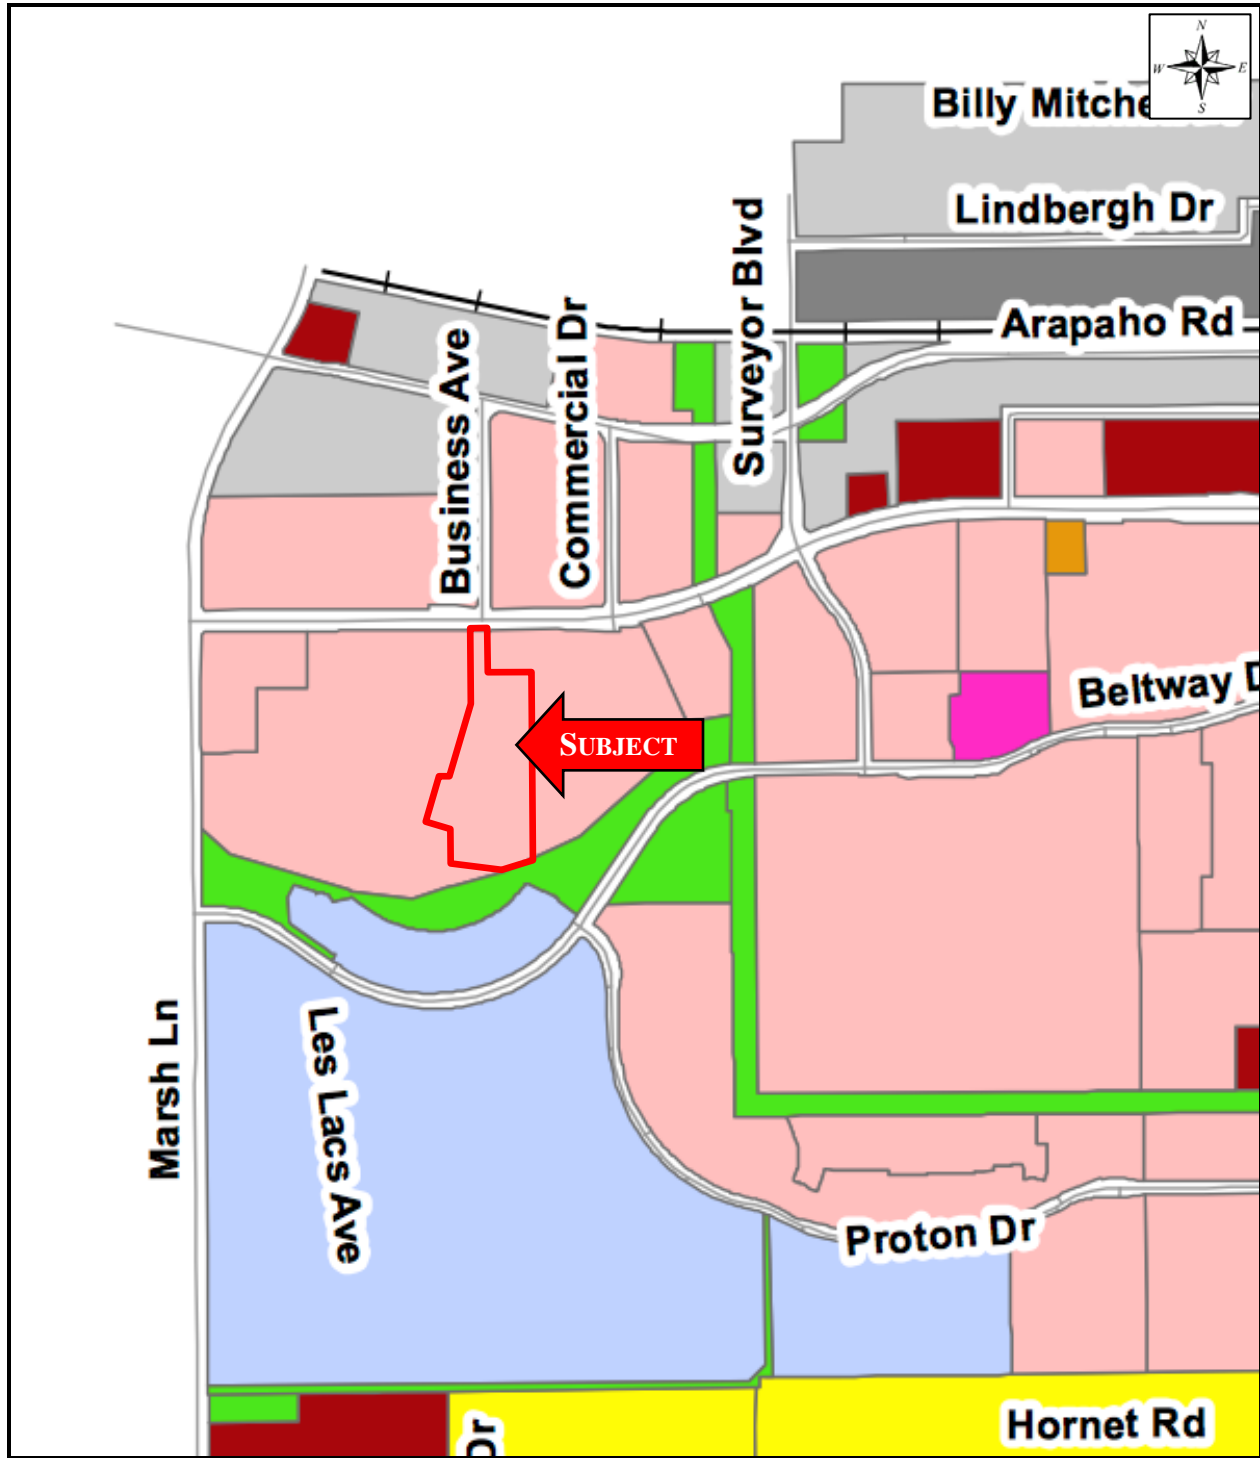 N
W E
S
Billy Mitche
Lindbergh Dr
Surveyor Blvd
Arapaho Rd
Business Ave
Commercial Dr
SUBJECT
Beltway D
Marsh Ln
Les Lacs Ave
Proton Dr
Hornet Rd
Dr